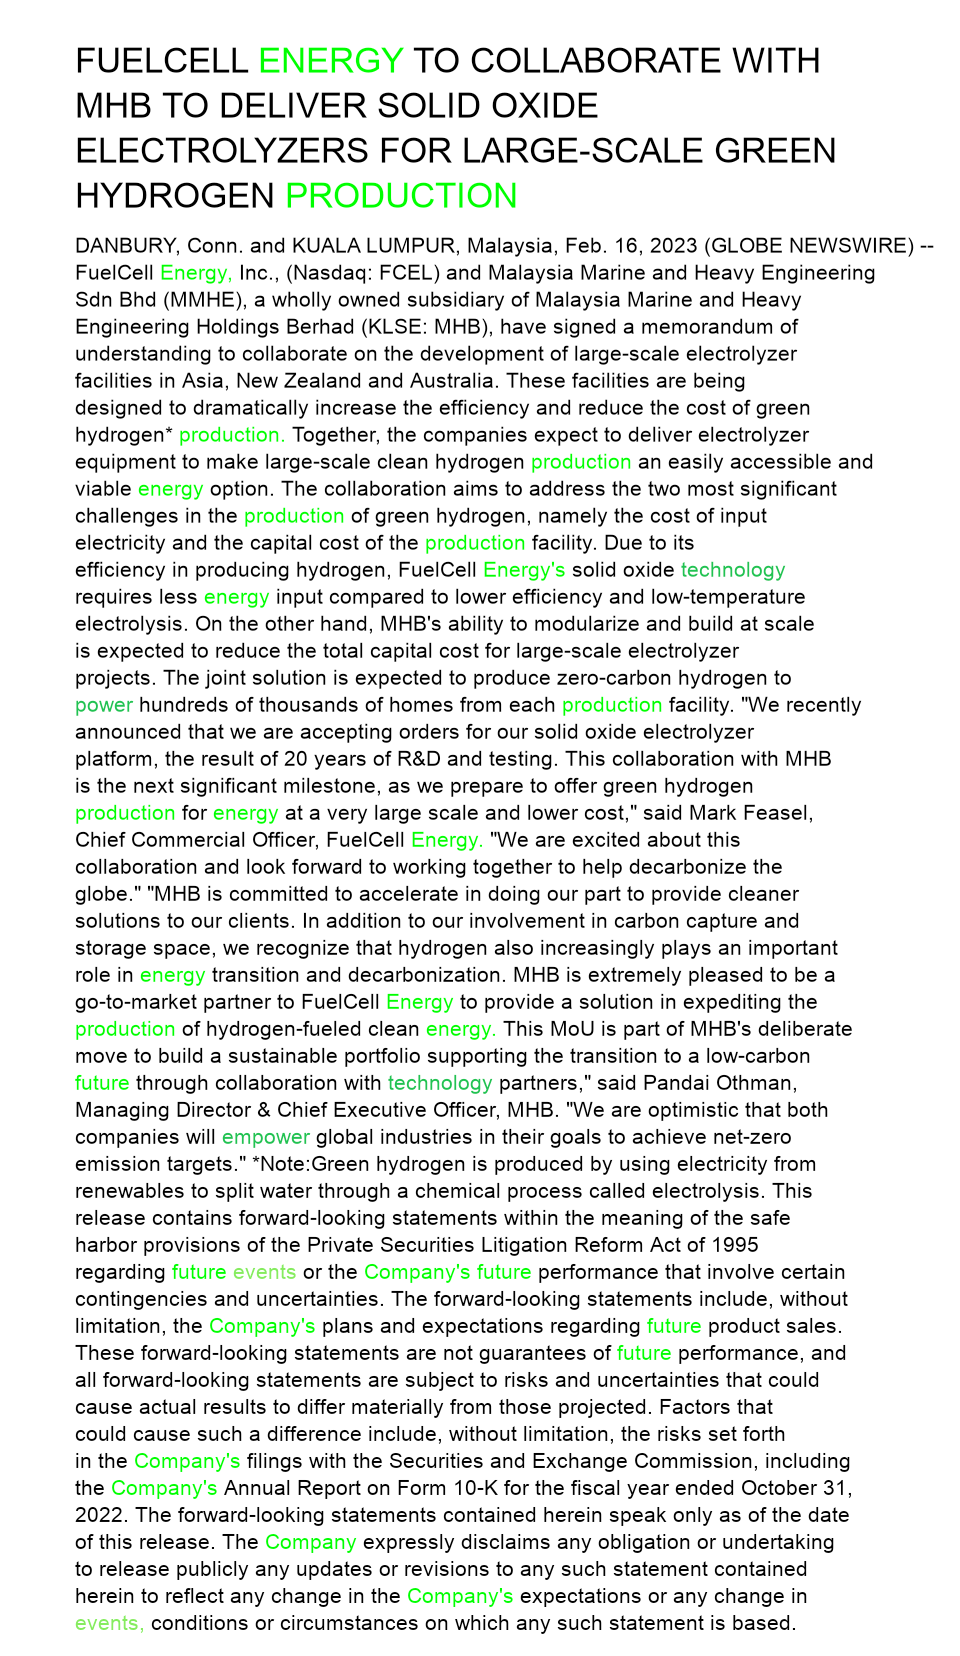 FUELCELL ENERGY TO COLLABORATE WITH
MHB TO DELIVER SOLID OXIDE
ELECTROLYZERS FOR LARGE-SCALE GREEN
HYDROGEN PRODUCTION
DANBURY, Conn. and KUALA LUMPUR, Malaysia, Feb. 16, 2023 (GLOBE NEWSWIRE) --
FuelCell Energy, Inc., (Nasdaq: FCEL) and Malaysia Marine and Heavy Engineering
Sdn Bhd (MMHE), a wholly owned subsidiary of Malaysia Marine and Heavy
Engineering Holdings Berhad (KLSE: MHB), have signed a memorandum of
understanding to collaborate on the development of large-scale electrolyzer
facilities in Asia, New Zealand and Australia. These facilities are being
designed to dramatically increase the efficiency and reduce the cost of green
hydrogen* production. Together, the companies expect to deliver electrolyzer
equipment to make large-scale clean hydrogen production an easily accessible and
viable energy option. The collaboration aims to address the two most significant
challenges in the production of green hydrogen, namely the cost of input
electricity and the capital cost of the production facility. Due to its
efficiency in producing hydrogen, FuelCell Energy's solid oxide technology
requires less energy input compared to lower efficiency and low-temperature
electrolysis. On the other hand, MHB's ability to modularize and build at scale
is expected to reduce the total capital cost for large-scale electrolyzer
projects. The joint solution is expected to produce zero-carbon hydrogen to
power hundreds of thousands of homes from each production facility. "We recently
announced that we are accepting orders for our solid oxide electrolyzer
platform, the result of 20 years of R&D and testing. This collaboration with MHB
is the next significant milestone, as we prepare to offer green hydrogen
production for energy at a very large scale and lower cost," said Mark Feasel,
Chief Commercial Officer, FuelCell Energy. "We are excited about this
collaboration and look forward to working together to help decarbonize the
globe." "MHB is committed to accelerate in doing our part to provide cleaner
solutions to our clients. In addition to our involvement in carbon capture and
storage space, we recognize that hydrogen also increasingly plays an important
role in energy transition and decarbonization. MHB is extremely pleased to be a
go-to-market partner to FuelCell Energy to provide a solution in expediting the
production of hydrogen-fueled clean energy. This MoU is part of MHB's deliberate
move to build a sustainable portfolio supporting the transition to a low-carbon
future through collaboration with technology partners," said Pandai Othman,
Managing Director & Chief Executive Officer, MHB. "We are optimistic that both
companies will empower global industries in their goals to achieve net-zero
emission targets." *Note:Green hydrogen is produced by using electricity from
renewables to split water through a chemical process called electrolysis. This
release contains forward-looking statements within the meaning of the safe
harbor provisions of the Private Securities Litigation Reform Act of 1995
regarding future events or the Company's future performance that involve certain
contingencies and uncertainties. The forward-looking statements include, without
limitation, the Company's plans and expectations regarding future product sales.
These forward-looking statements are not guarantees of future performance, and
all forward-looking statements are subject to risks and uncertainties that could
cause actual results to differ materially from those projected. Factors that
could cause such a difference include, without limitation, the risks set forth
in the Company's filings with the Securities and Exchange Commission, including
the Company's Annual Report on Form 10-K for the fiscal year ended October 31,
2022. The forward-looking statements contained herein speak only as of the date
of this release. The Company expressly disclaims any obligation or undertaking
to release publicly any updates or revisions to any such statement contained
herein to reflect any change in the Company's expectations or any change in
events, conditions or circumstances on which any such statement is based.